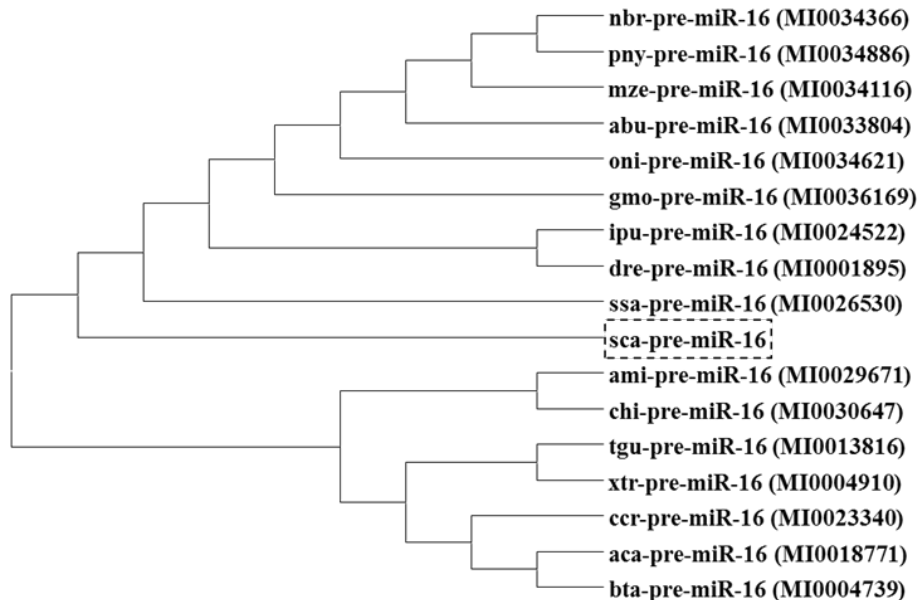 nbr-pre-miR-16 (MI0034366)
pny-pre-miR-16 (MI0034886)
mze-pre-miR-16 (MI0034116)
abu-pre-miR-16 (MI0033804)
oni-pre-miR-16 (MI0034621)
gmo-pre-miR-16 (MI0036169)
ipu-pre-miR-16 (MI0024522)
dre-pre-miR-16 (MI0001895)
ssa-pre-miR-16 (MI0026530)
sca-pre-miR-16
ami-pre-miR-16 (MI0029671)
chi-pre-miR-16 (MI0030647)
tgu-pre-miR-16 (MI0013816)
xtr-pre-miR-16 (MI0004910)
ccr-pre-miR-16 (MI0023340)
aca-pre-miR-16 (MI0018771)
bta-pre-miR-16 (MI0004739)